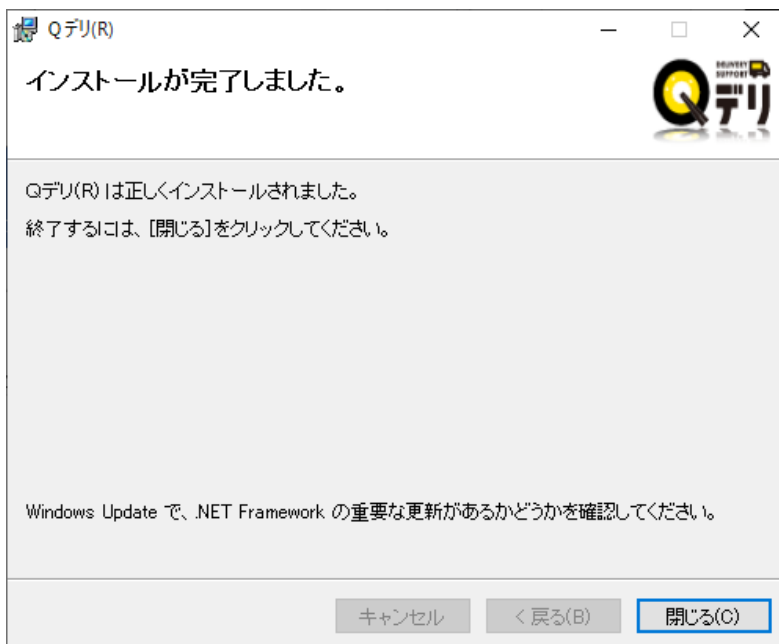 Qデリ(R)
インストールが完了しました。
DELIVERY
SUPPORT
Qデリ
Qデリ(R) は正しくインストールされました。
終了するには、[閉じる]をクリックしてください。
Windows Update で、.NET Framework の重要な更新があるかどうかを確認してください。
キャンセル
< 戻る(B)
閉じる(C)